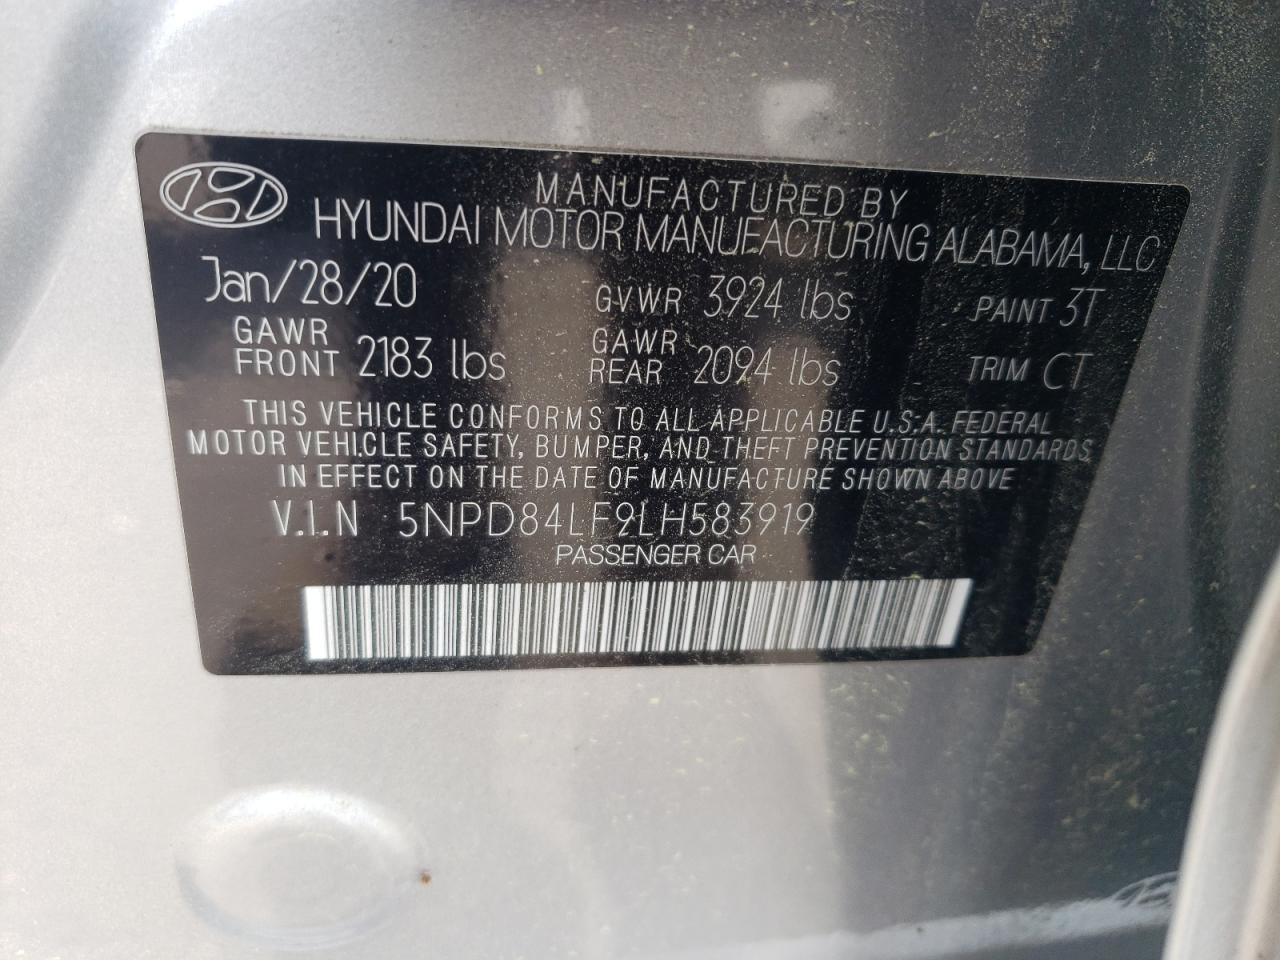 MANUFACTURED BY
HYUNDAI MOTOR MANUFACTURING ALABAMA, LLC
Jan/28/20 GVWR 3924 lbs PAINT 3T
GAWR FRONT 2183 lbs GAWR REAR 2094 lbs TRIM CT
THIS VEHICLE CONFORMS TO ALL APPLICABLE U.S.A. FEDERAL
MOTOR VEHICLE SAFETY, BUMPER, AND THEFT PREVENTION STANDARDS
IN EFFECT ON THE DATE OF MANUFACTURE SHOWN ABOVE
V.I.N 5NPD84LF9LH583919
PASSENGER CAR